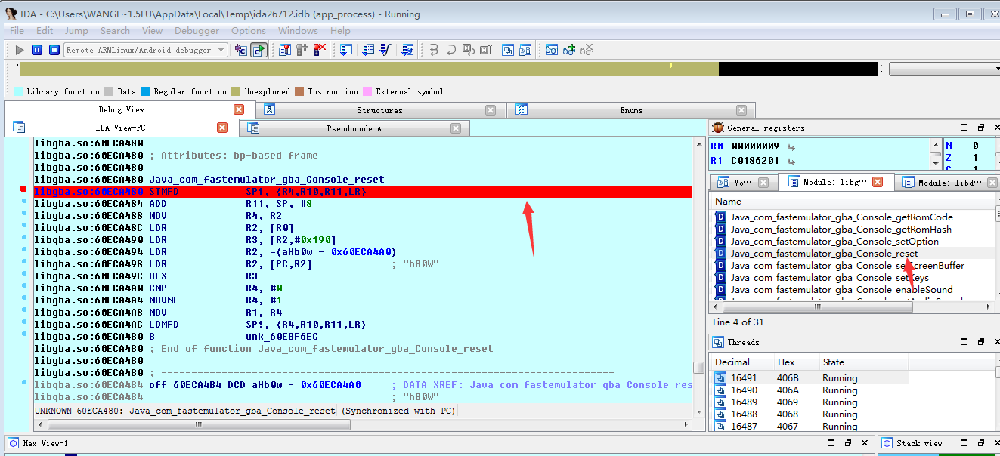 IDA - C:\Users\WANGF~1.5FU\AppData\Local\Temp\ida26712.idb (app_process) - Running
File Edit Jump Search View Debugger Options Windows Help
Remote ARMLinux/Android debugger
Library function Data Regular function Unexplored Instruction External symbol
Debug View Structures Enums
IDA View-PC Pseudocode-A
libgba.so:60ECA480
libgba.so:60ECA480 ; Attributes: bp-based frame
libgba.so:60ECA480
libgba.so:60ECA480 Java_com_fastemulator_gba_Console_reset
libgba.so:60ECA480 STMFD SP!, {R4,R10,R11,LR}
libgba.so:60ECA484 ADD R11, SP, #8
libgba.so:60ECA488 MOV R4, R2
libgba.so:60ECA48C LDR R2, [R0]
libgba.so:60ECA490 LDR R3, [R2,#0x190]
libgba.so:60ECA494 LDR R2, =(aHb0w - 0x60ECA4A0)
libgba.so:60ECA498 LDR R2, [PC,R2] ; "hB0W"
libgba.so:60ECA49C BLX R3
libgba.so:60ECA4A0 CMP R4, #0
libgba.so:60ECA4A4 MOVNE R4, #1
libgba.so:60ECA4A8 MOV R1, R4
libgba.so:60ECA4AC LDMFD SP!, {R4,R10,R11,LR}
libgba.so:60ECA4B0 B unk_60EBF6EC
libgba.so:60ECA4B0 ; End of function Java_com_fastemulator_gba_Console_reset
libgba.so:60ECA4B0
libgba.so:60ECA4B0 ; ---------------------------------------------------------------------------
libgba.so:60ECA4B4 off_60ECA4B4 DCD aHb0w - 0x60ECA4A0 ; DATA XREF: Java_com_fastemulator_gba_Console_res
libgba.so:60ECA4B4 ; "hB0W"
UNKNOWN 60ECA480: Java_com_fastemulator_gba_Console_reset (Synchronized with PC)
General registers
R0 00000009 N 0
R1 C0186201 Z 1
Mo··· Module: libg··· Module: libd···
Name
Java_com_fastemulator_gba_Console_getRomCode
Java_com_fastemulator_gba_Console_getRomHash
Java_com_fastemulator_gba_Console_setOption
Java_com_fastemulator_gba_Console_reset
Java_com_fastemulator_gba_Console_setScreenBuffer
Java_com_fastemulator_gba_Console_setKeys
Java_com_fastemulator_gba_Console_enableSound
Line 4 of 31
Threads
Decimal Hex State
16491 406B Running
16490 406A Running
16489 4069 Running
16488 4068 Running
16487 4067 Running
Hex View-1 Stack view